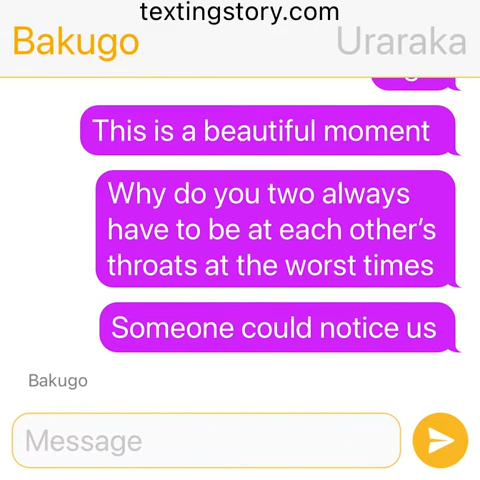 textingstory.com
Bakugo Uraraka
This is a beautiful moment
Why do you two always
have to be at each other’s
throats at the worst times
Someone could notice us
Bakugo
Message